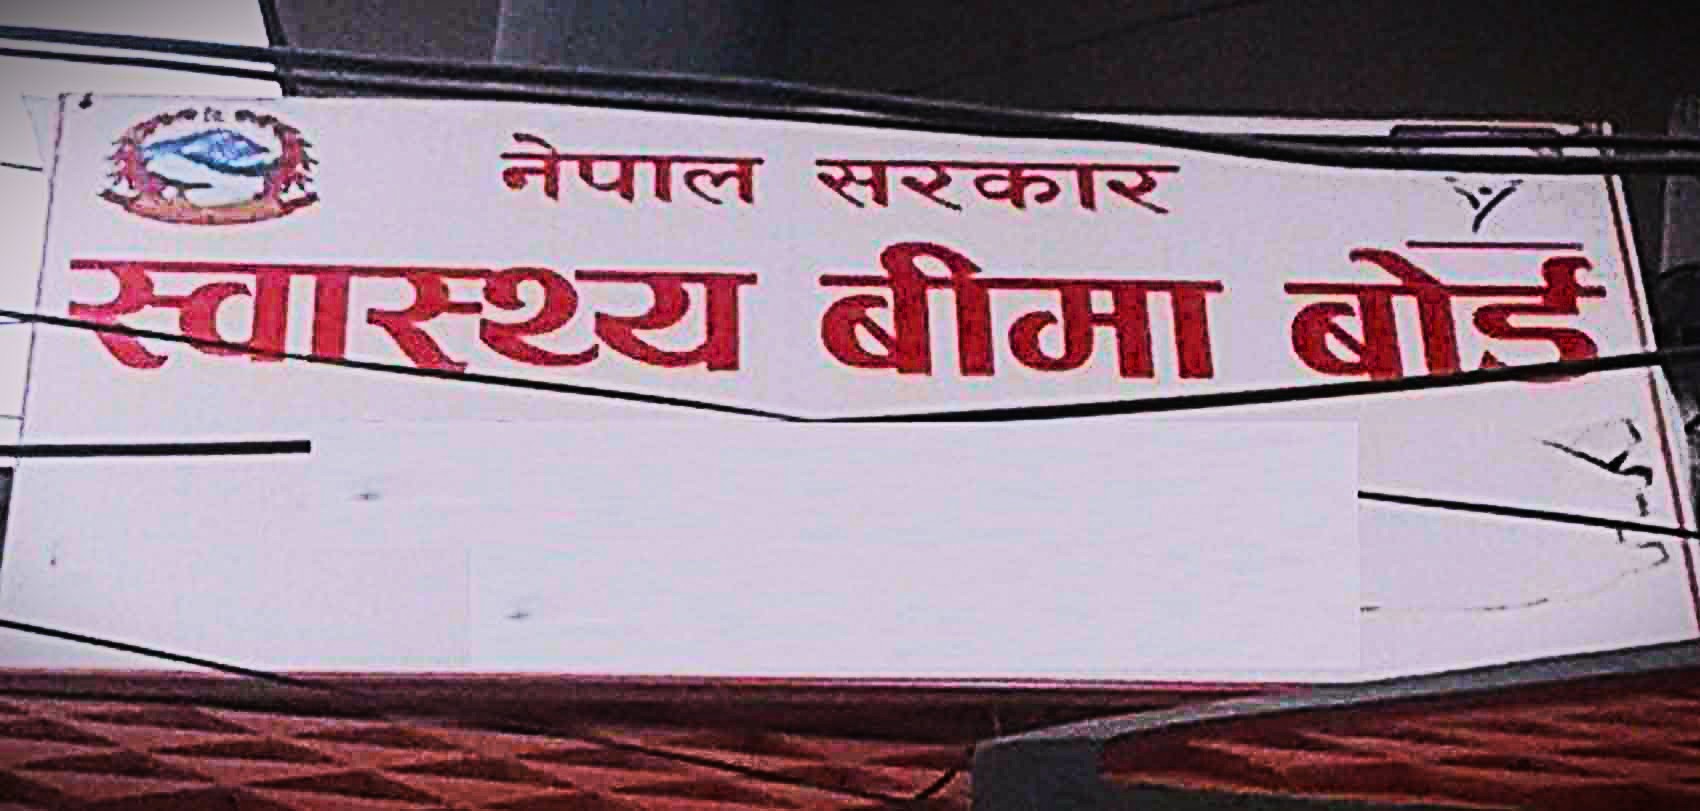 नेपाल सरकार
स्वास्थ्य बीमा बोर्ड